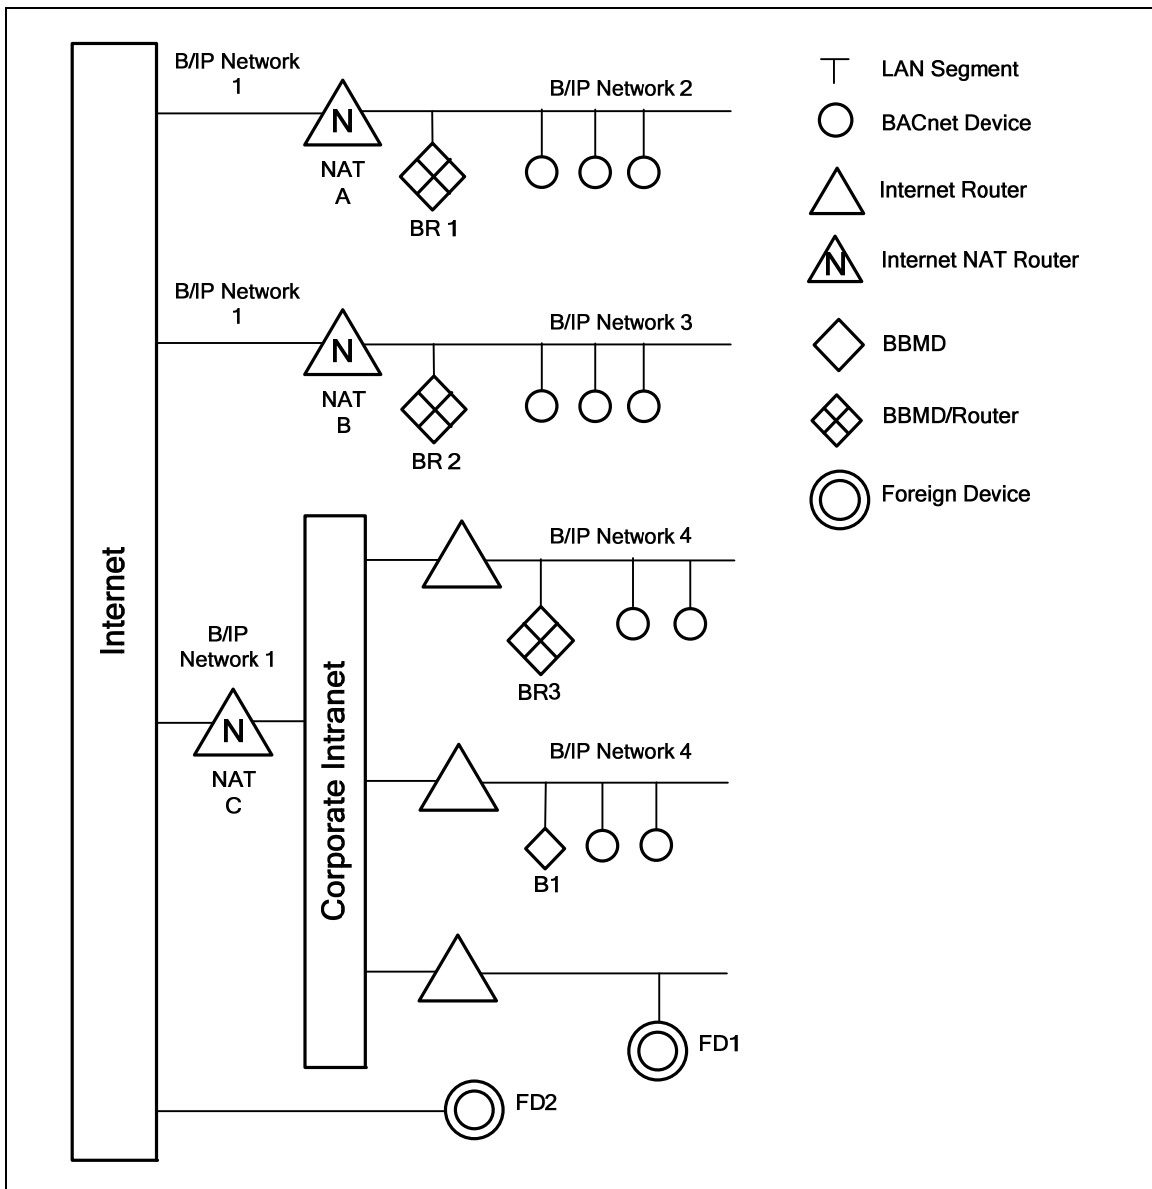 B/IP Network
1
N
NAT
A
B/IP Network 2
BR 1
B/IP Network
1
N
NAT
B
B/IP Network 3
BR 2
Internet
B/IP
Network 1
N
NAT
C
Corporate Intranet
B/IP Network 4
BR3
B/IP Network 4
B1
FD1
FD2
LAN Segment
BACnet Device
Internet Router
N
Internet NAT Router
BBMD
BBMD/Router
Foreign Device